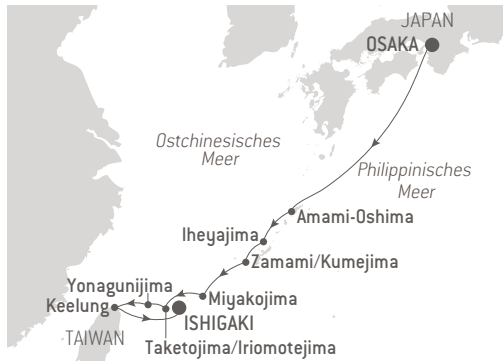 JAPAN
OSAKA
Ostchinesisches
Meer
Philippinisches
Meer
Amami-Oshima
Iheyajima
Zamami/Kumejima
Yonagunijima
Miyakojima
Keelung
ISHIGAKI
TAIWAN
Taketojima/Iriomotejima